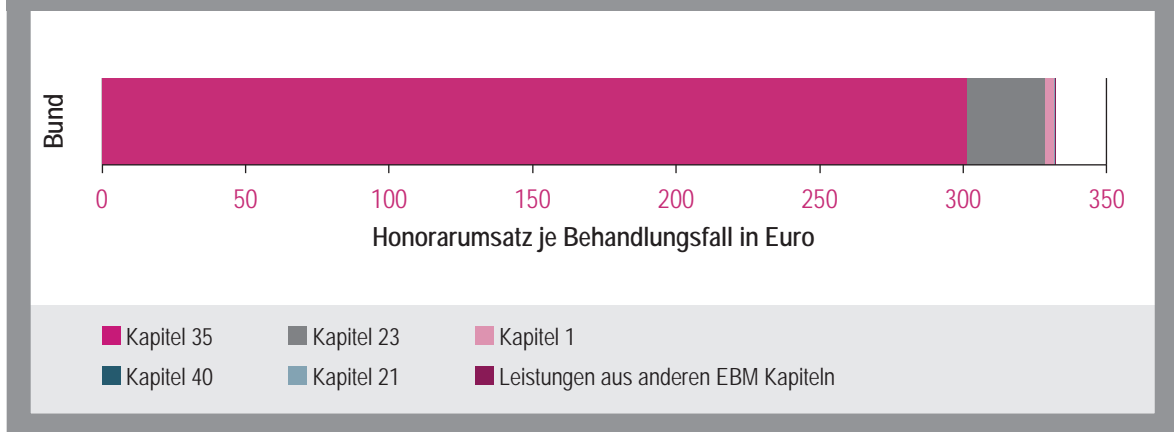 Bund
0 50 100 150 200 250 300 350
Honorarumsatz je Behandlungsfall in Euro
Kapitel 35 Kapitel 23 Kapitel 1
Kapitel 40 Kapitel 21 Leistungen aus anderen EBM Kapiteln